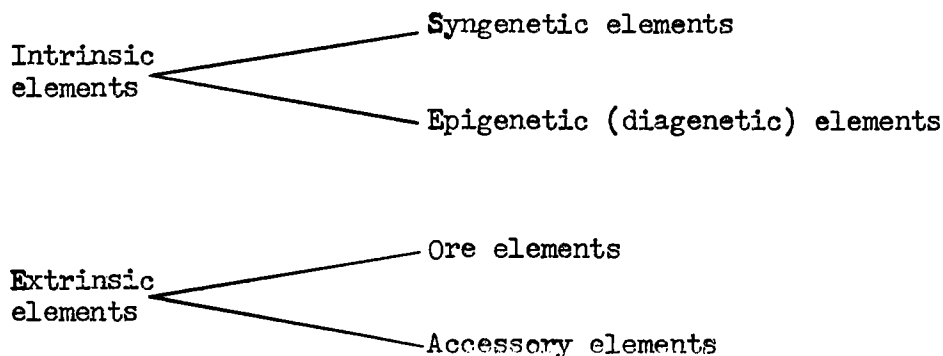 Syngenetic elements
Intrinsic
elements
Epigenetic (diagenetic) elements
Ore elements
Extrinsic
elements
Accessory elements